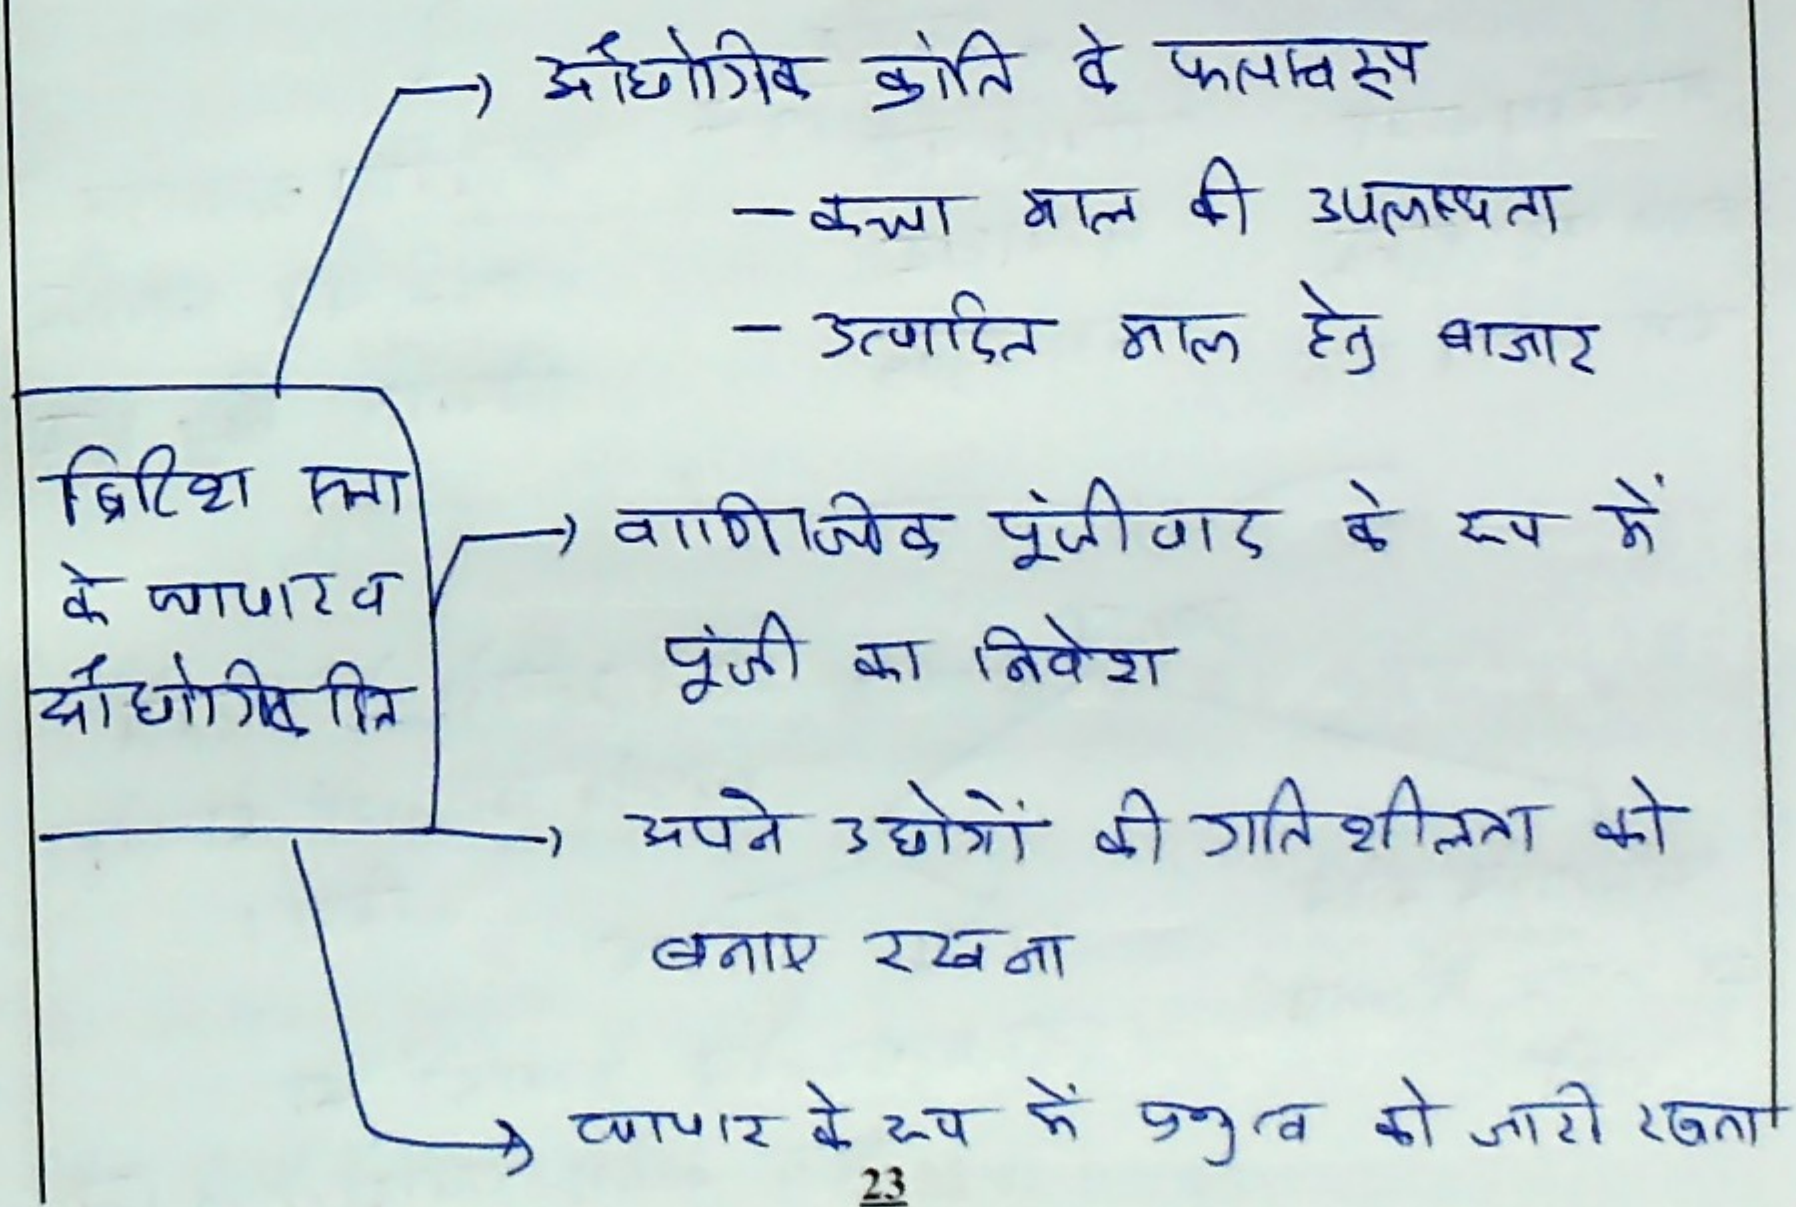 औद्योगिक क्रांति के फलस्वरूप
- कच्चा माल की उपलब्धता
- उत्पादित माल हेतु बाजार
ब्रिटिश सत्ता
के व्यापार व
औद्योगिक हित
वाणिज्यिक पूंजीवाद के रूप में
पूंजी का निवेश
अपने उद्योगों की गतिशीलता को
बनाए रखना
व्यापार के रूप में प्रभुत्व को जारी रखना
23